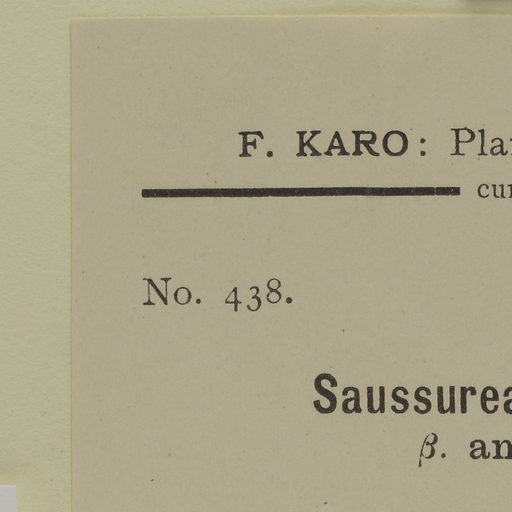 F. KARO: Pla
cu
No. 438.
Saussurea
β. an